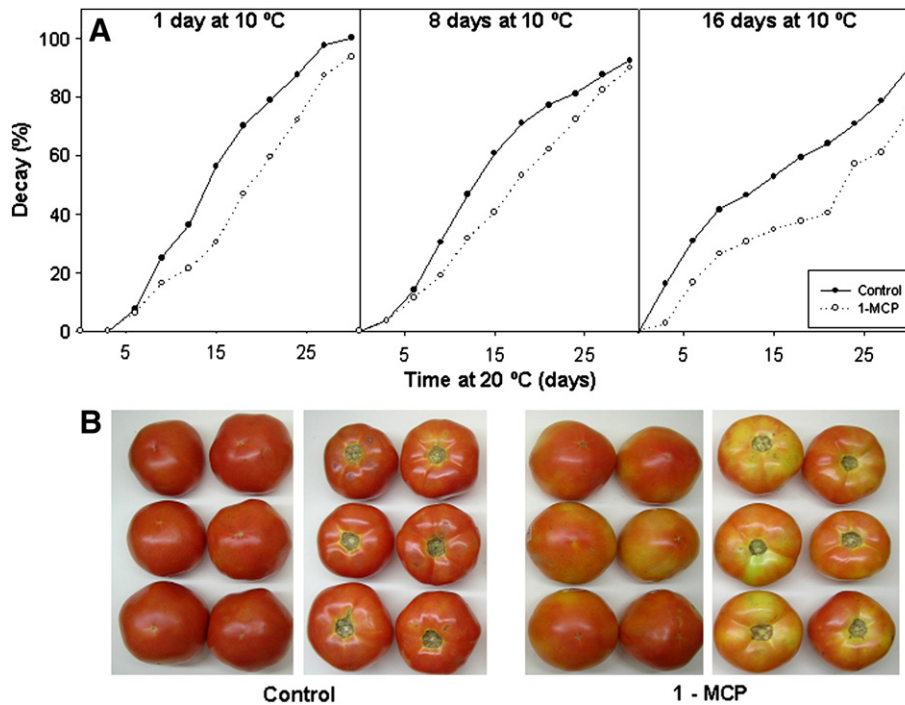 A
1 day at 10 ºC
8 days at 10 ºC
16 days at 10 ºC
100
80
60
40
20
0
Decay (%)
Control
1-MCP
5 15 25 5 15 25 5 15 25
Time at 20 ºC (days)
B
Control
1 - MCP